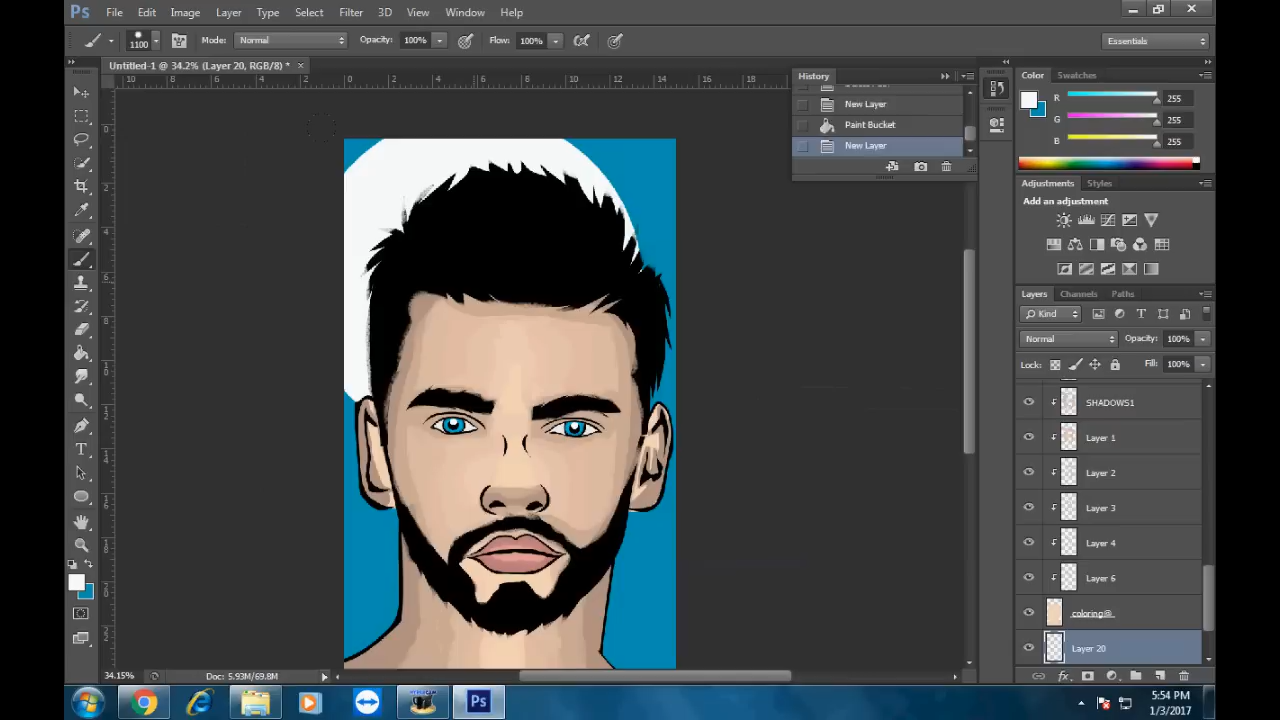 Ps File Edit Image Layer Type Select Filter 3D View Window Help
1100 Mode: Normal Opacity: 100% Flow: 100% Essentials
Untitled-1 @ 34.2% (Layer 20, RGB/8) * ×
History
New Layer
Paint Bucket
New Layer
Color Swatches
R 255
G 255
B 255
Adjustments Styles
Add an adjustment
Layers Channels Paths
Kind
Normal Opacity: 100%
Lock: Fill: 100%
SHADOWS1
Layer 1
Layer 2
Layer 3
Layer 4
Layer 6
coloring@
Layer 20
34.15% Doc: 5.93M/69.8M
5:54 PM
1/3/2017